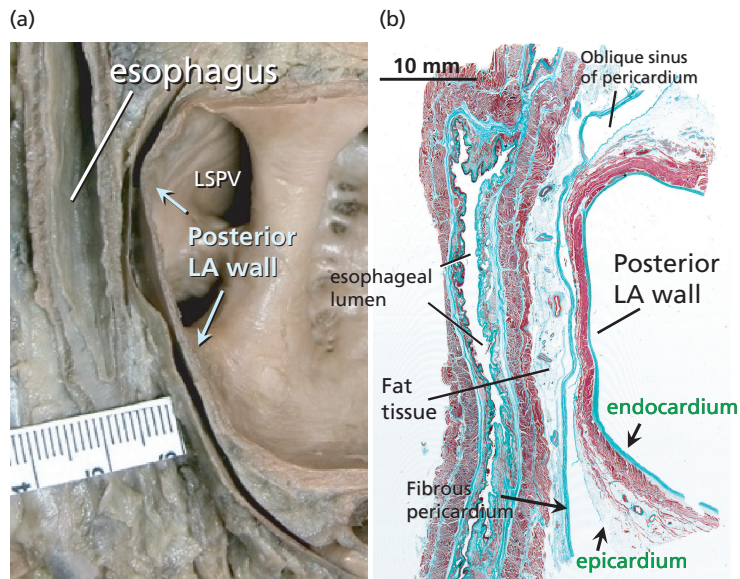 (a)
(b)
esophagus
LSPV
Posterior
LA wall
10 mm
Oblique sinus
of pericardium
esophageal
lumen
Posterior
LA wall
Fat
tissue
endocardium
Fibrous
pericardium
epicardium